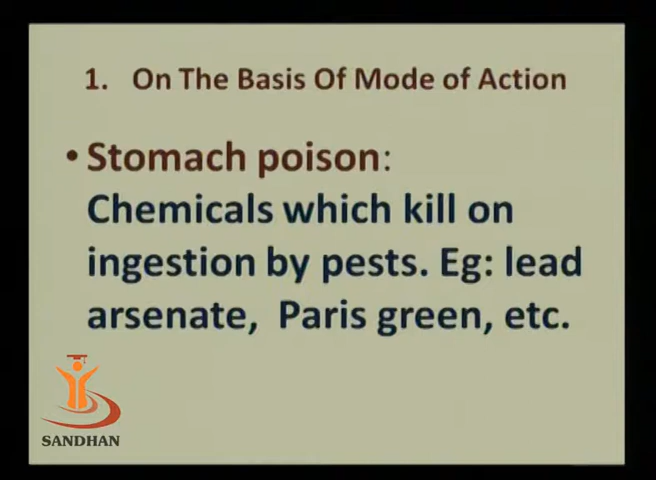 1. On The Basis Of Mode of Action
• Stomach poison:
Chemicals which kill on
ingestion by pests. Eg: lead
arsenate, Paris green, etc.
SANDHAN